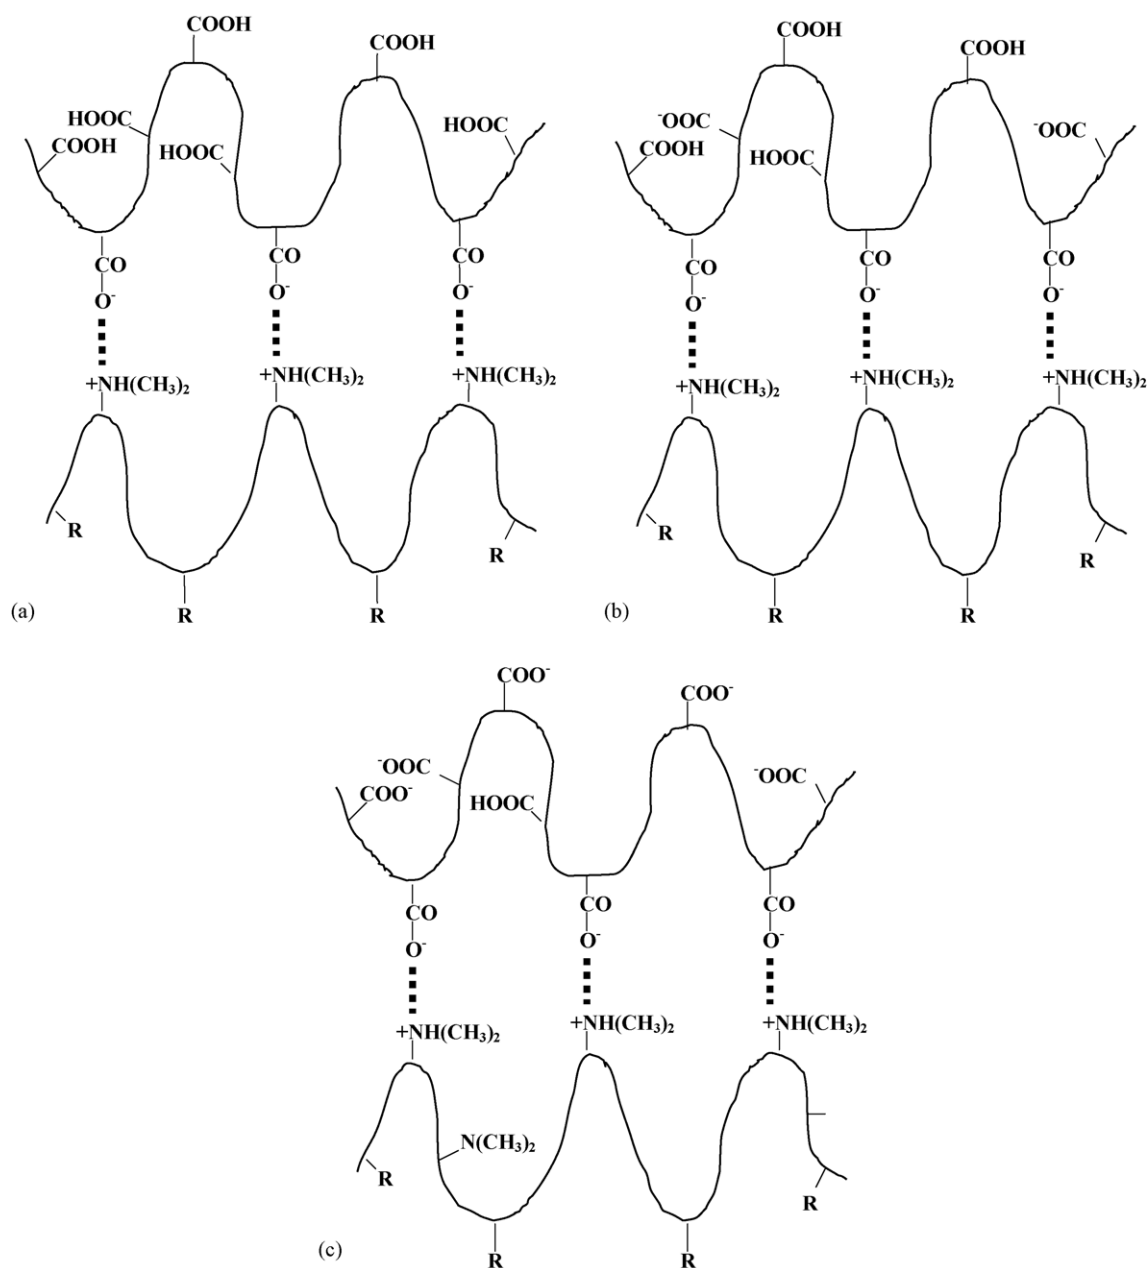 COOH COOH
COOH COOH
HOOC HOOC
⁻OOC ⁻OOC
COOH HOOC COOH HOOC
CO CO CO CO CO CO
O⁻ O⁻ O⁻ O⁻ O⁻ O⁻
+NH(CH₃)₂ +NH(CH₃)₂ +NH(CH₃)₂ +NH(CH₃)₂ +NH(CH₃)₂ +NH(CH₃)₂
R R R R
R R R R
(a) (b)
COO⁻ COO⁻
⁻OOC ⁻OOC
COO⁻ HOOC
CO CO CO
O⁻ O⁻ O⁻
+NH(CH₃)₂ +NH(CH₃)₂ +NH(CH₃)₂
N(CH₃)₂
R R
R R
(c)